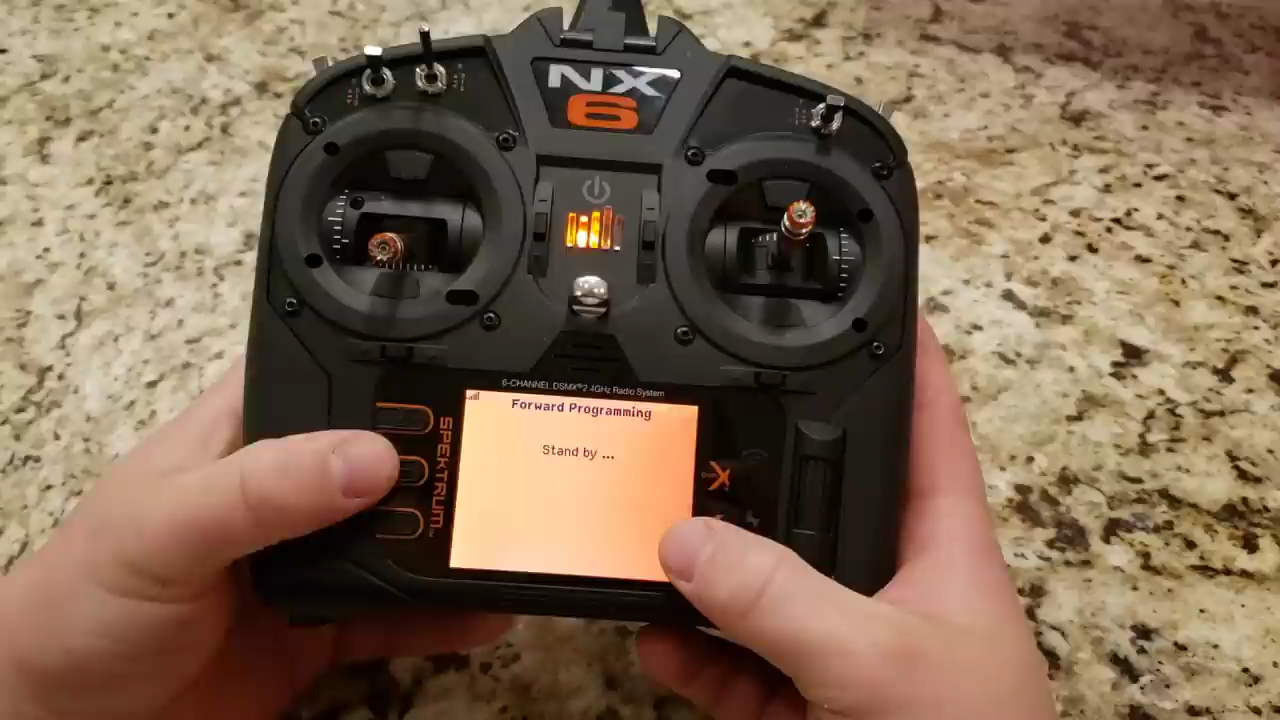 NX
6
6-CHANNEL DSMX®2.4GHz Radio System
Forward Programming
Stand by ...
SPEKTRUM